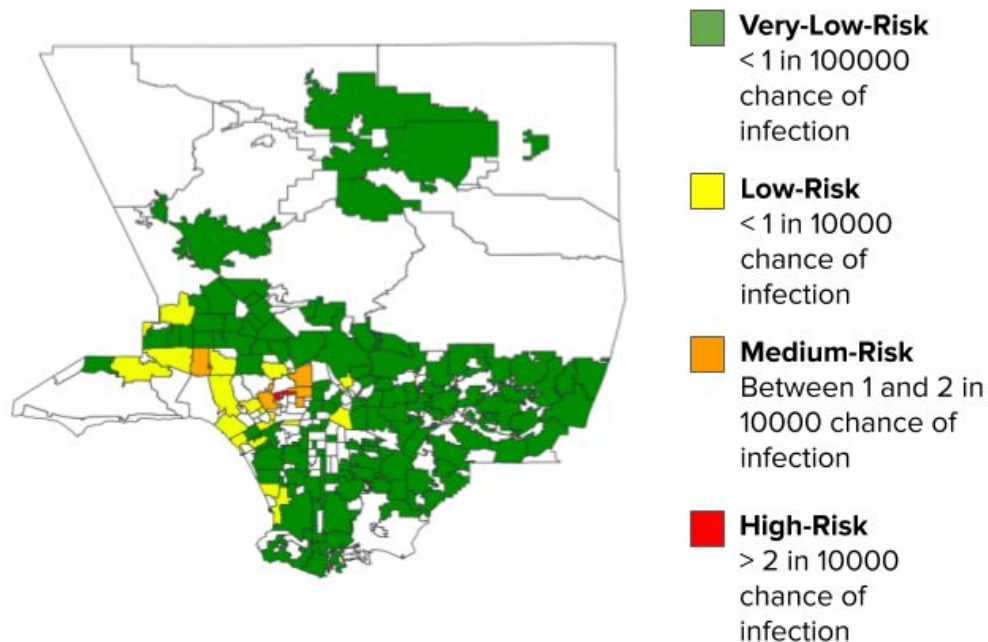 Very-Low-Risk
< 1 in 100000
chance of
infection
Low-Risk
< 1 in 10000
chance of
infection
Medium-Risk
Between 1 and 2 in
10000 chance of
infection
High-Risk
> 2 in 10000
chance of
infection